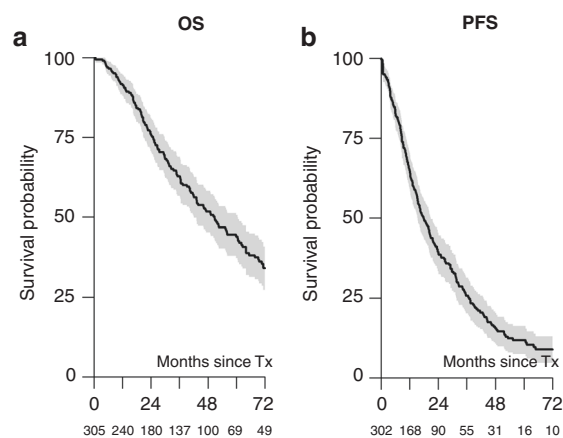 OS
PFS
a
b
100
75
50
25
0
Survival probability
Months since Tx
0 24 48 72
305 240 180 137 100 69 49
100
75
50
25
0
Survival probability
Months since Tx
0 24 48 72
302 168 90 55 31 16 10